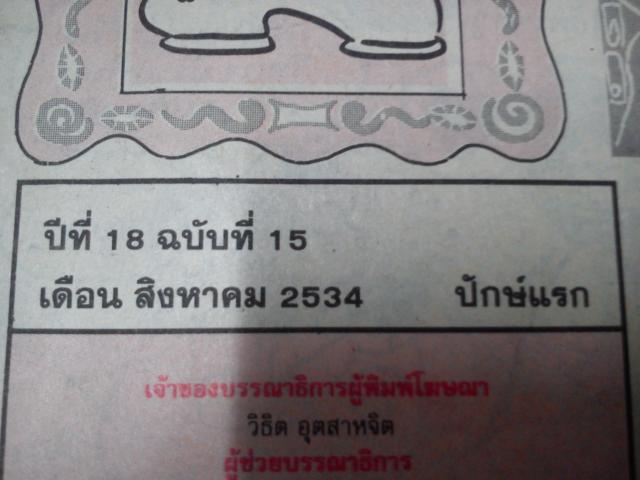 ปีที่ 18 ฉบับที่ 15
เดือน สิงหาคม 2534 ปักษ์แรก
เจ้าของบรรณาธิการผู้พิมพ์โฆษณา
วิธิต อุตสาหจิต
ผู้ช่วยบรรณาธิการ